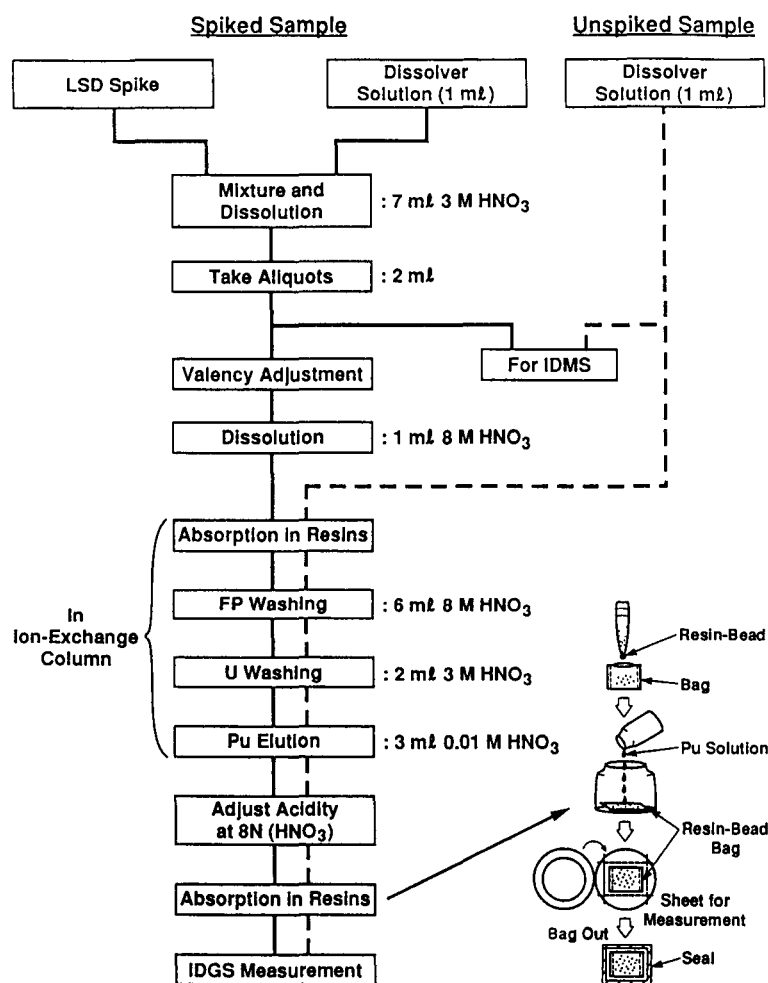 Spiked Sample
Unspiked Sample
LSD Spike
Dissolver
Solution (1 mℓ)
Dissolver
Solution (1 mℓ)
Mixture and
Dissolution
: 7 mℓ 3 M HNO₃
Take Aliquots
: 2 mℓ
For IDMS
Valency Adjustment
Dissolution
: 1 mℓ 8 M HNO₃
In
Ion-Exchange
Column
Absorption in Resins
FP Washing
: 6 mℓ 8 M HNO₃
U Washing
: 2 mℓ 3 M HNO₃
Pu Elution
: 3 mℓ 0.01 M HNO₃
Adjust Acidity
at 8N (HNO₃)
Absorption in Resins
IDGS Measurement
Resin-Bead
Bag
Pu Solution
Resin-Bead
Bag
Sheet for
Measurement
Bag Out
Seal